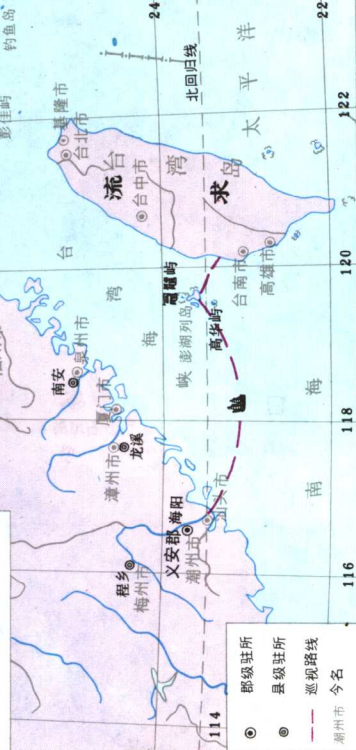 钓鱼岛
彭佳屿
24
22
北回归线
太平洋
122
基隆市
台北市
流求
台湾岛
台中市
台湾海峡
120
台南市
高雄市
澎湖列岛
高华屿
南安
泉州市
厦门市
118
漳州市
龙溪
南海
海阳
义安郡
潮州市
汕头市
程乡
梅州市
116
114
郡级驻所
县级驻所
巡视路线
潮州市 今名